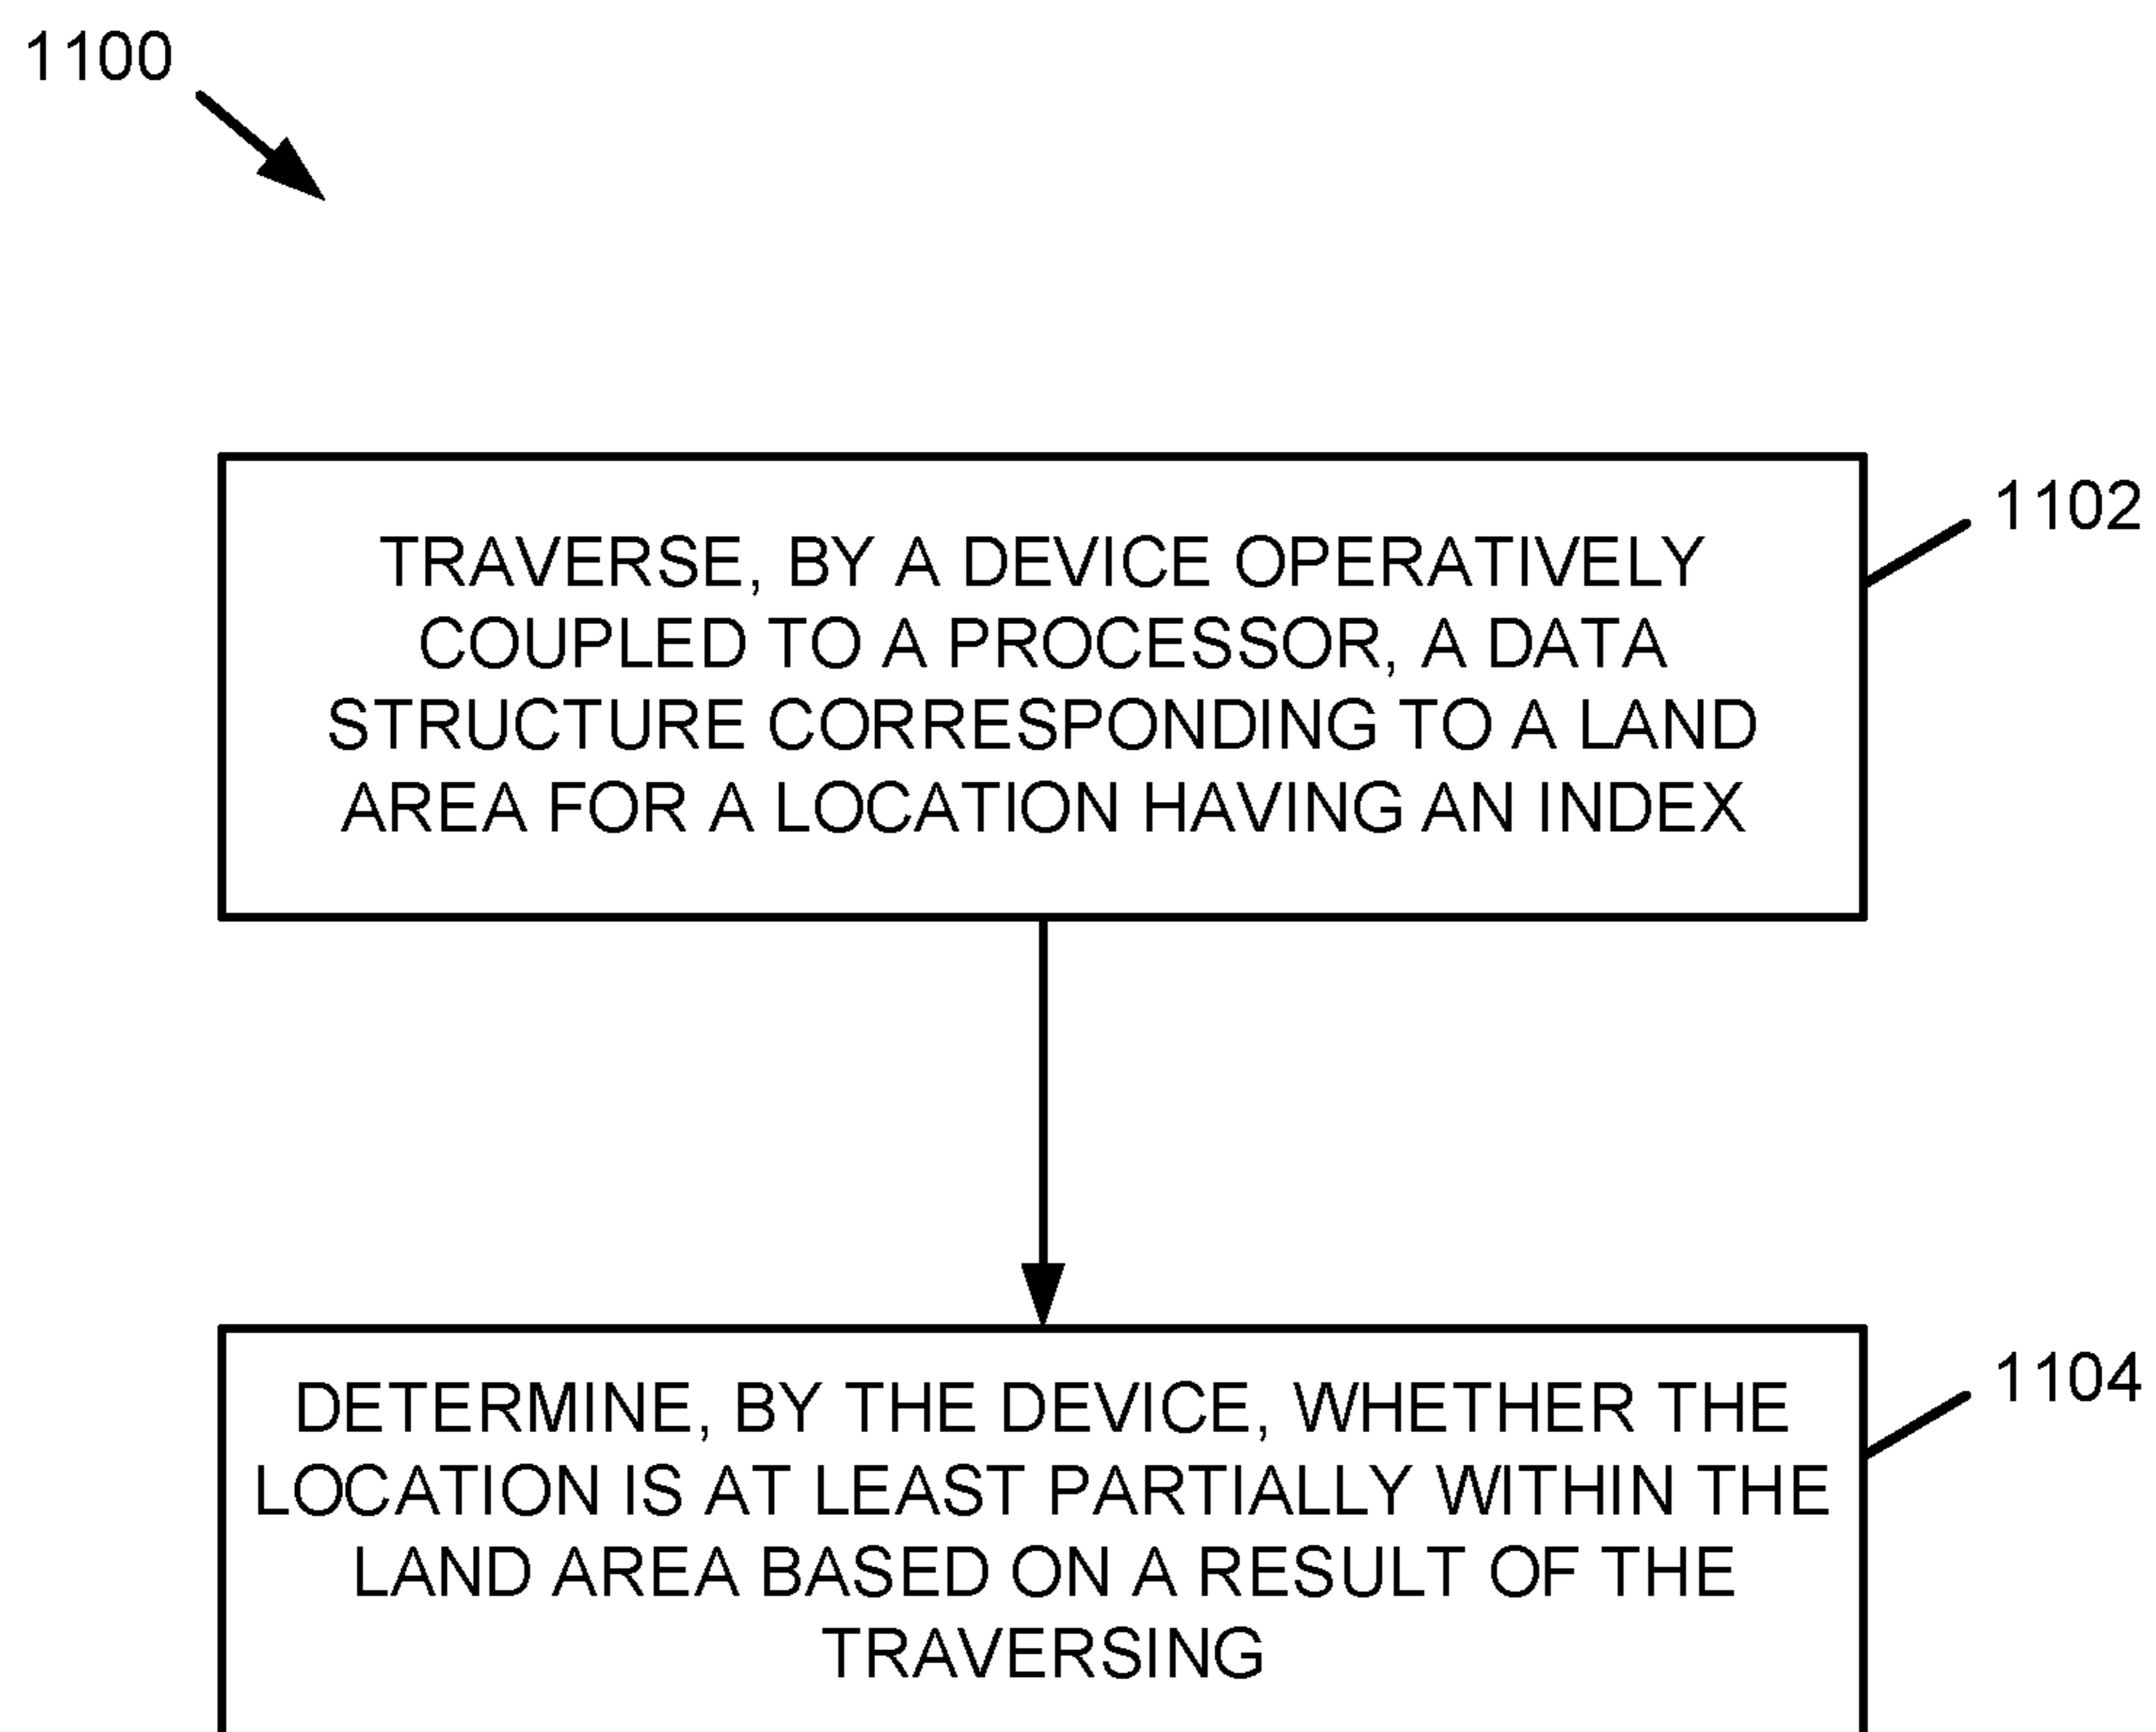 1100
TRAVERSE, BY A DEVICE OPERATIVELY
COUPLED TO A PROCESSOR, A DATA
STRUCTURE CORRESPONDING TO A LAND
AREA FOR A LOCATION HAVING AN INDEX
1102
DETERMINE, BY THE DEVICE, WHETHER THE
LOCATION IS AT LEAST PARTIALLY WITHIN THE
LAND AREA BASED ON A RESULT OF THE
TRAVERSING
1104